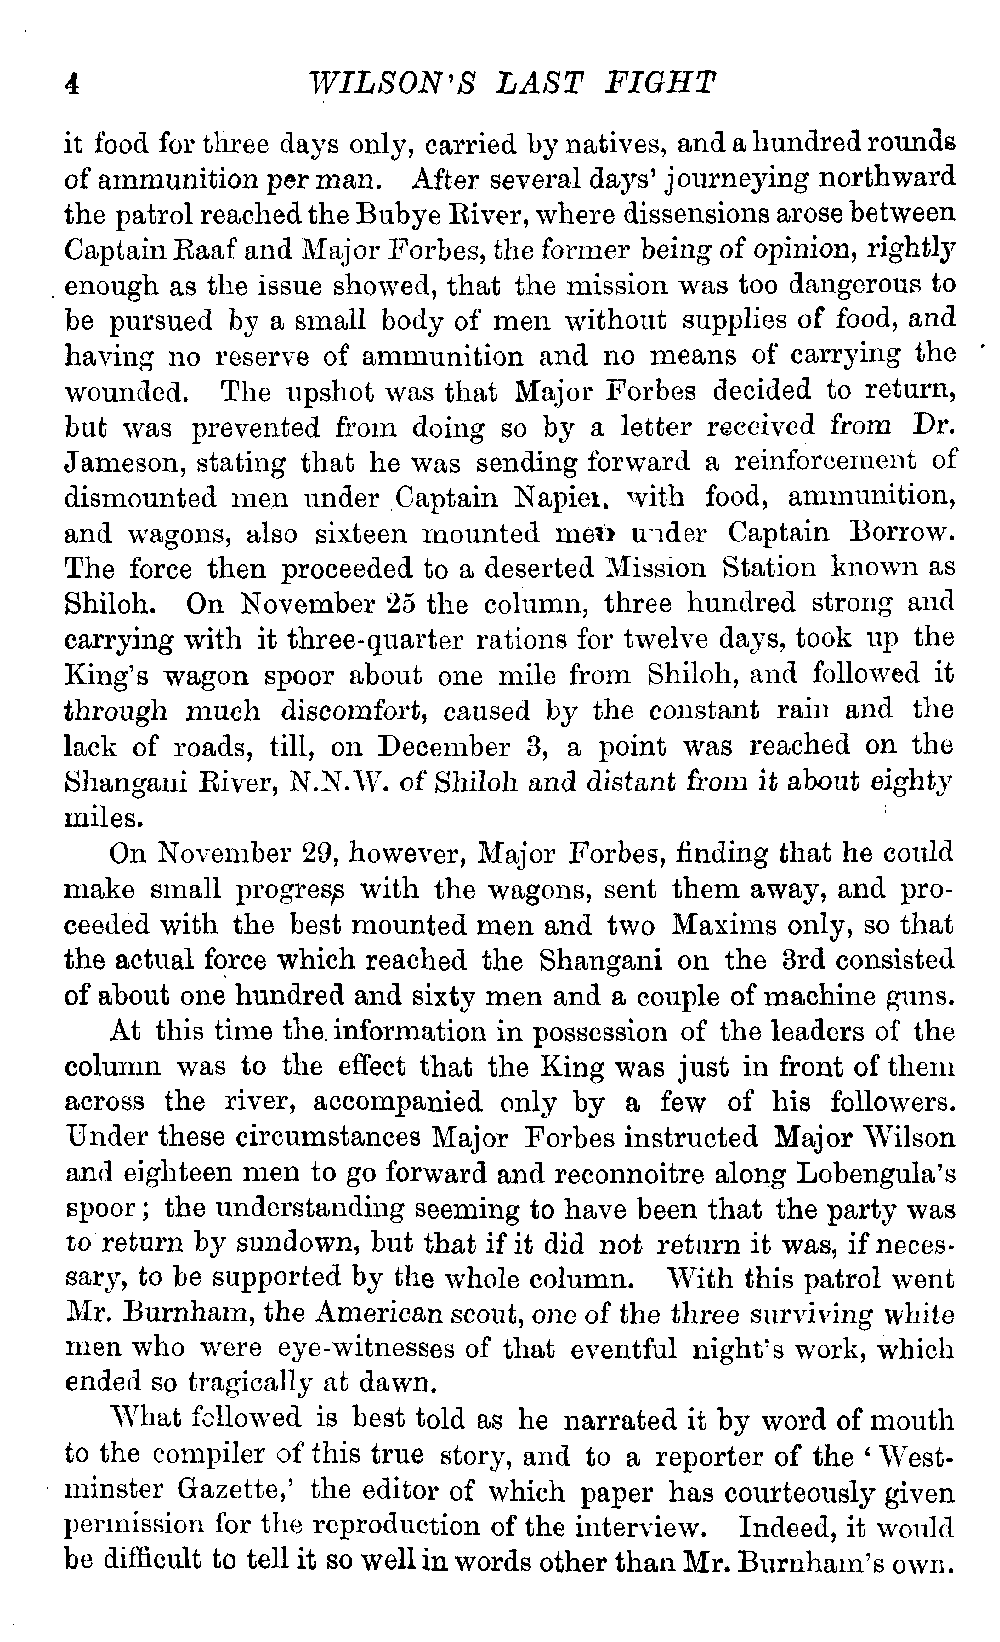 4 WILSON'S LAST FIGHT
it food for three days only, carried by natives, and a hundred rounds
of ammunition per man. After several days' journeying northward
the patrol reached the Bubye River, where dissensions arose between
Captain Raaf and Major Forbes, the former being of opinion, rightly
enough as the issue showed, that the mission was too dangerous to
be pursued by a small body of men without supplies of food, and
having no reserve of ammunition and no means of carrying the
wounded. The upshot was that Major Forbes decided to return,
but was prevented from doing so by a letter received from Dr.
Jameson, stating that he was sending forward a reinforcement of
dismounted men under Captain Napier, with food, ammunition,
and wagons, also sixteen mounted men under Captain Borrow.
The force then proceeded to a deserted Mission Station known as
Shiloh. On November 25 the column, three hundred strong and
carrying with it three-quarter rations for twelve days, took up the
King's wagon spoor about one mile from Shiloh, and followed it
through much discomfort, caused by the constant rain and the
lack of roads, till, on December 3, a point was reached on the
Shangani River, N.N.W. of Shiloh and distant from it about eighty
miles.
On November 29, however, Major Forbes, finding that he could
make small progress with the wagons, sent them away, and pro-
ceeded with the best mounted men and two Maxims only, so that
the actual force which reached the Shangani on the 3rd consisted
of about one hundred and sixty men and a couple of machine guns.
At this time the information in possession of the leaders of the
column was to the effect that the King was just in front of them
across the river, accompanied only by a few of his followers.
Under these circumstances Major Forbes instructed Major Wilson
and eighteen men to go forward and reconnoitre along Lobengula's
spoor; the understanding seeming to have been that the party was
to return by sundown, but that if it did not return it was, if neces-
sary, to be supported by the whole column. With this patrol went
Mr. Burnham, the American scout, one of the three surviving white
men who were eye-witnesses of that eventful night's work, which
ended so tragically at dawn.
What followed is best told as he narrated it by word of mouth
to the compiler of this true story, and to a reporter of the ' West-
minster Gazette,' the editor of which paper has courteously given
permission for the reproduction of the interview. Indeed, it would
be difficult to tell it so well in words other than Mr. Burnham's own.